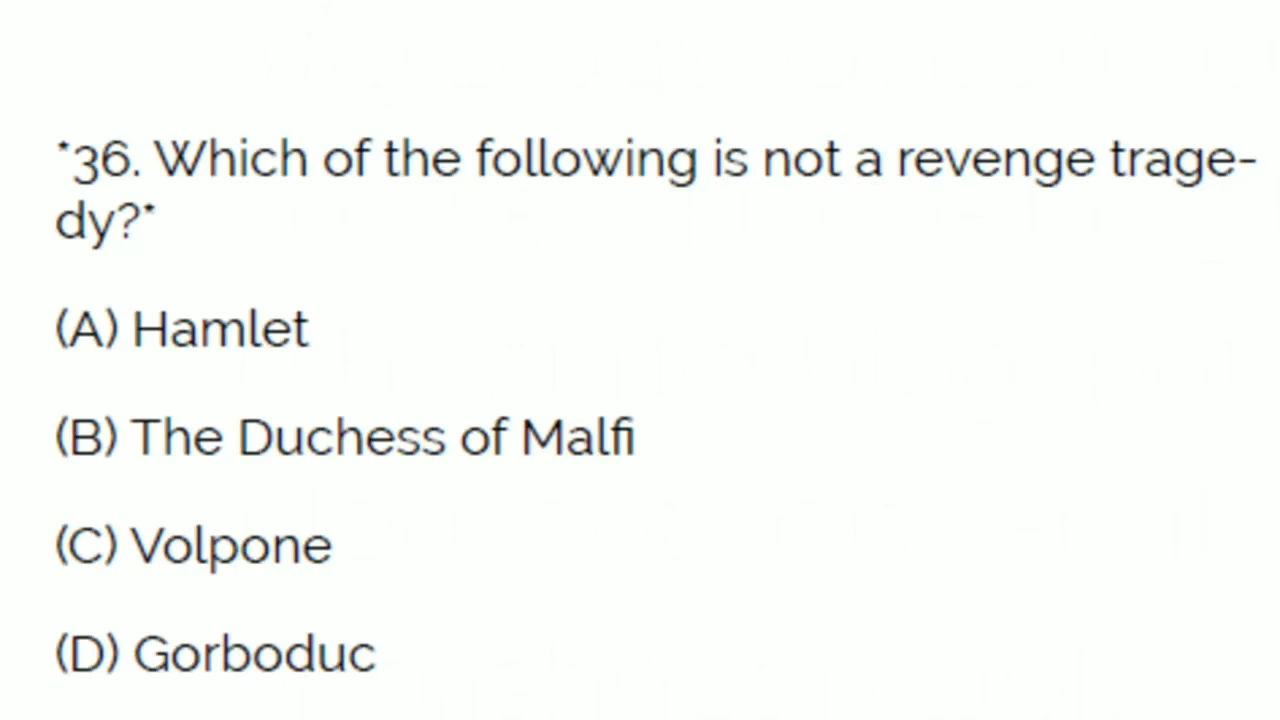 *36. Which of the following is not a revenge trage-
dy?*
(A) Hamlet
(B) The Duchess of Malfi
(C) Volpone
(D) Gorboduc